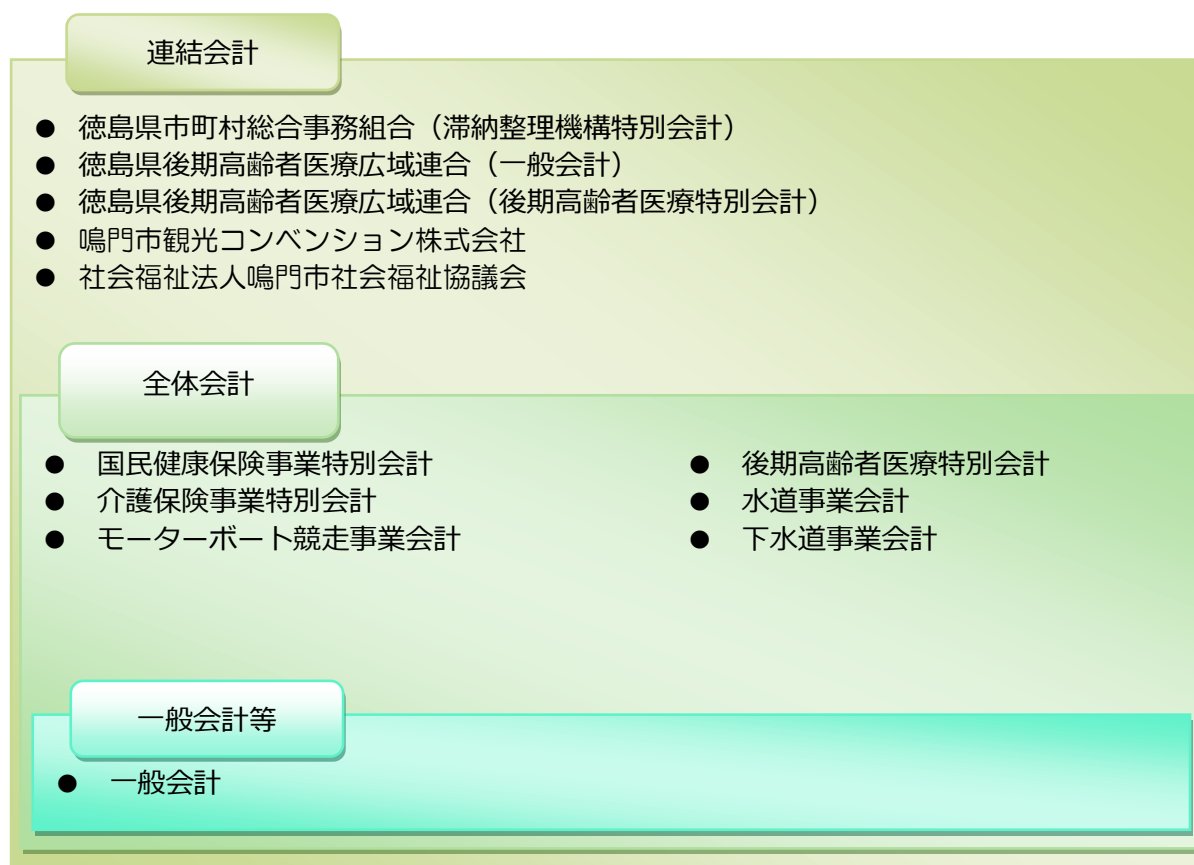 連結会計
● 徳島県市町村総合事務組合（滞納整理機構特別会計）
● 徳島県後期高齢者医療広域連合（一般会計）
● 徳島県後期高齢者医療広域連合（後期高齢者医療特別会計）
● 鳴門市観光コンベンション株式会社
● 社会福祉法人鳴門市社会福祉協議会
全体会計
● 国民健康保険事業特別会計
● 介護保険事業特別会計
● モーターボート競走事業会計
● 後期高齢者医療特別会計
● 水道事業会計
● 下水道事業会計
一般会計等
● 一般会計